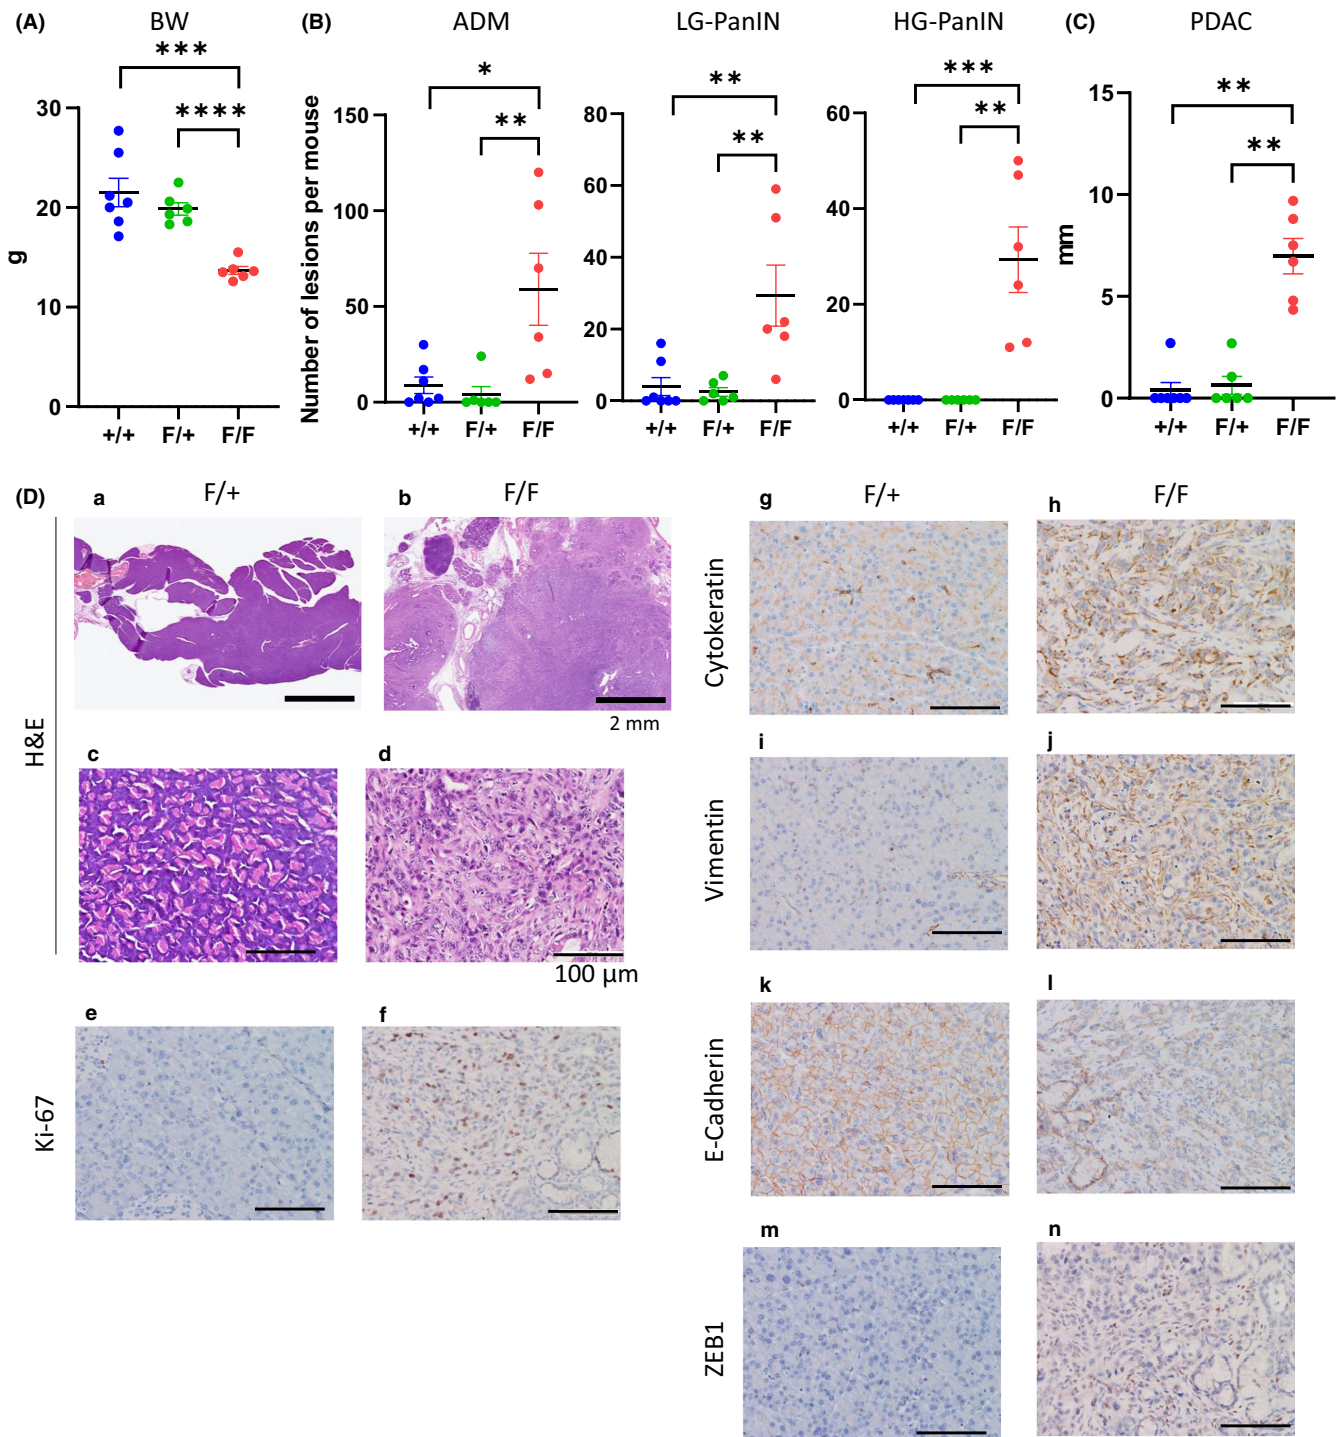 (A)
BW
***
****
30
20
10
0
g
+/+
F/+
F/F
(B)
ADM
*
**
150
100
50
0
Number of lesions per mouse
+/+
F/+
F/F
LG-PanIN
**
**
80
60
40
20
0
+/+
F/+
F/F
HG-PanIN
***
**
60
40
20
0
+/+
F/+
F/F
(C)
PDAC
**
**
15
10
5
0
mm
+/+
F/+
F/F
(D)
a
F/+
b
F/F
2 mm
H&E
c
d
100 µm
e
f
Ki-67
g
F/+
h
F/F
Cytokeratin
i
j
Vimentin
k
l
E-Cadherin
m
n
ZEB1